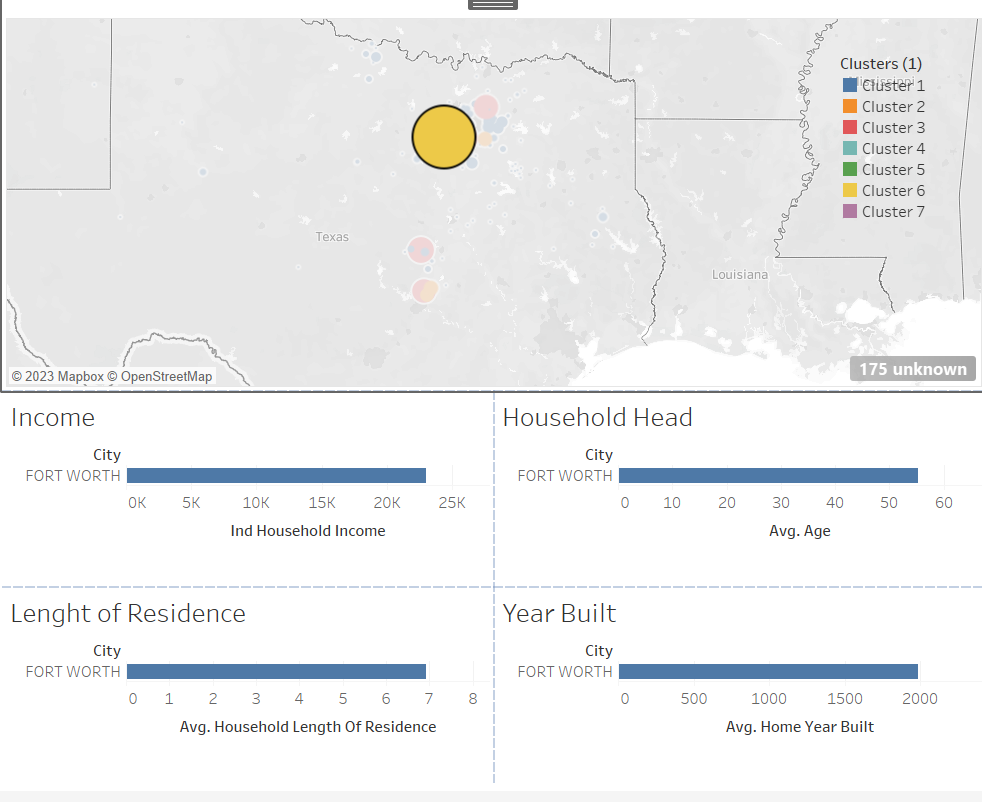 Clusters (1)
Mississippi
Cluster 1
Cluster 2
Cluster 3
Cluster 4
Cluster 5
Cluster 6
Cluster 7
Texas
Louisiana
175 unknown
© 2023 Mapbox © OpenStreetMap
Income
City
FORT WORTH
0K 5K 10K 15K 20K 25K
Ind Household Income
Household Head
City
FORT WORTH
0 10 20 30 40 50 60
Avg. Age
Lenght of Residence
City
FORT WORTH
0 1 2 3 4 5 6 7 8
Avg. Household Length Of Residence
Year Built
City
FORT WORTH
0 500 1000 1500 2000
Avg. Home Year Built